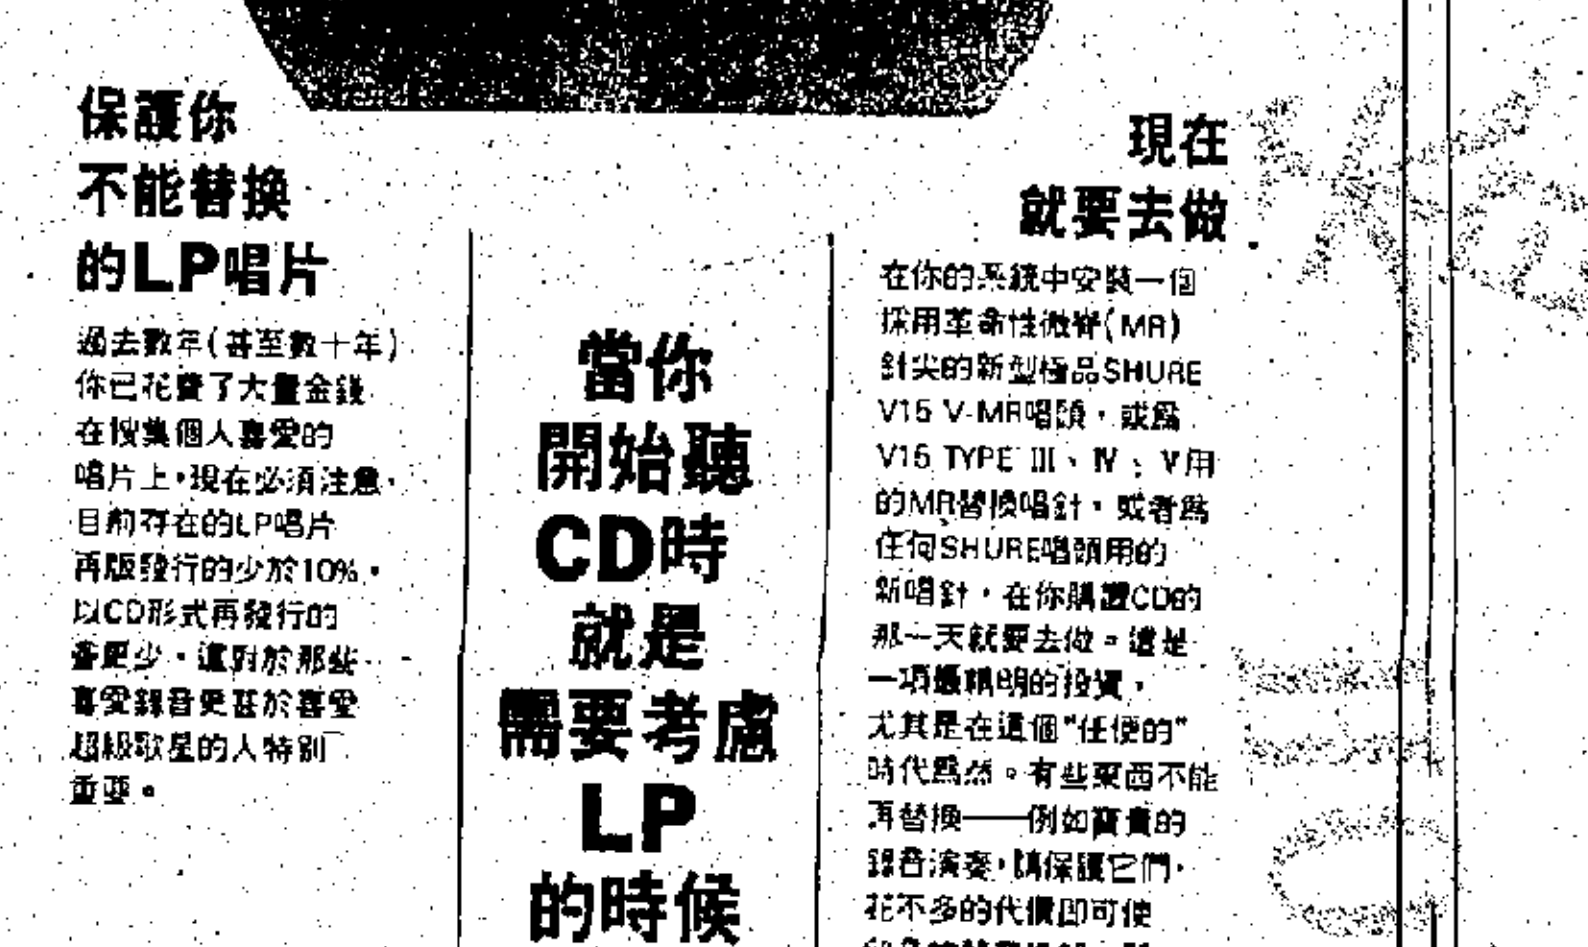 保護你
不能替換
的LP唱片
過去數年(甚至數十年)
你已花費了大量金錢
在搜集個人喜愛的
唱片上,現在必須注意,
目前存在的LP唱片
再版發行的少於10%,
以CD形式再發行的
番更少,這對於那些
喜愛錄音更甚於喜愛
超級歌星的人特別
重要。
當你
開始聽
CD時
就是
需要考慮
LP
的時候
現在
就要去做
在你的系統中安裝一個
採用革命性微脊(MR)
針尖的新型極品SHURE
V15 V-MR唱頭,或為
V15 TYPE III、IV、V用
的MR替換唱針,或者為
任何SHURE唱頭用的
新唱針,在你購置CD的
那一天就要去做。這是
一項最精明的投資,
尤其是在這個"任便的"
時代爲然。有些東西不能
再替換——例如寶貴的
錄音演奏,請保護它們,
花不多的代價即可使